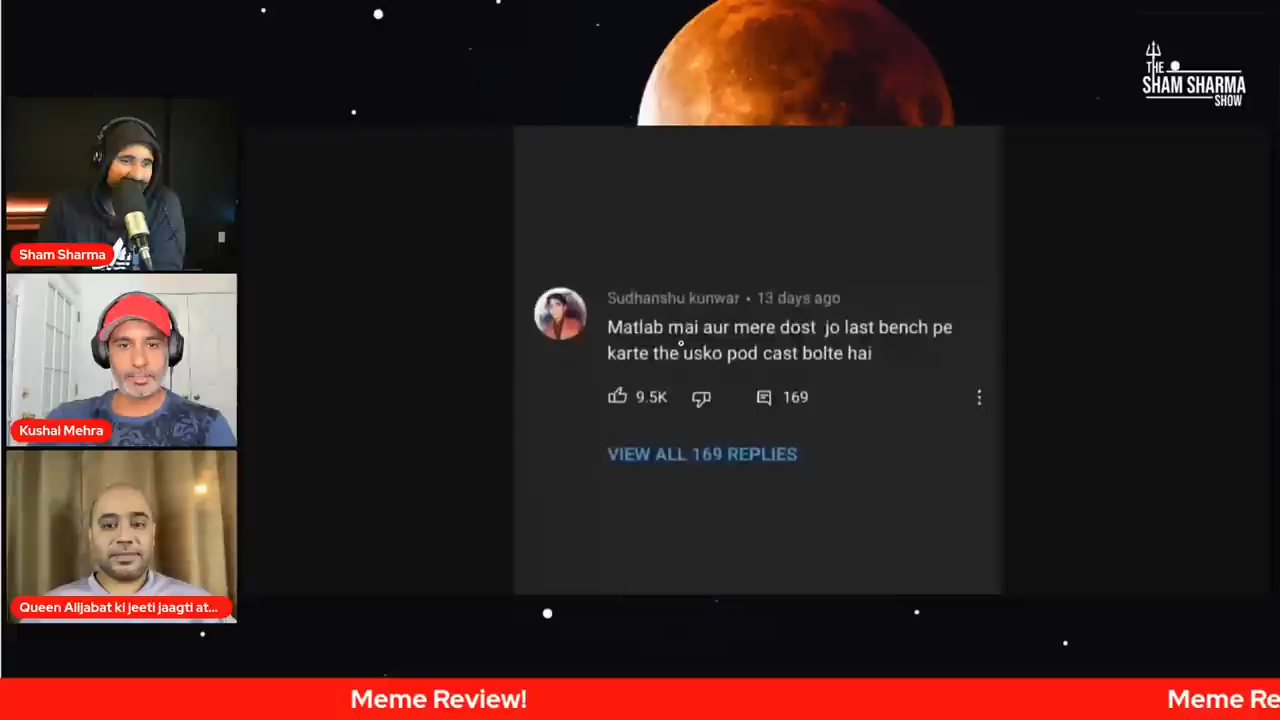 THE
SHAM SHARMA
SHOW
Sham Sharma
Kushal Mehra
Queen Alijabat ki jeeti jaagti at...
Sudhanshu kunwar • 13 days ago
Matlab mai aur mere dost jo last bench pe
karte the usko pod cast bolte hai
9.5K 169
VIEW ALL 169 REPLIES
Meme Review! Meme Re